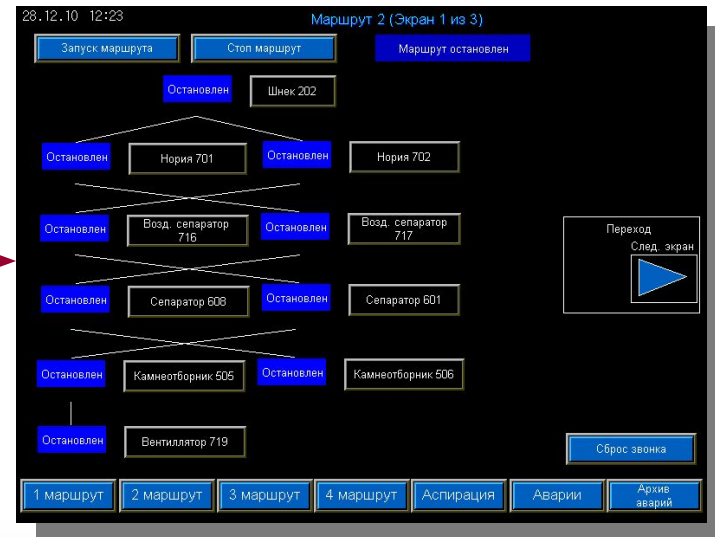 28.12.10 12:23
Маршрут 2 (Экран 1 из 3)
Запуск маршрута
Стоп маршрут
Маршрут остановлен
Остановлен
Шнек 202
Остановлен
Нория 701
Остановлен
Нория 702
Остановлен
Возд. сепаратор
716
Остановлен
Возд. сепаратор
717
Переход
След. экран
Остановлен
Сепаратор 608
Остановлен
Сепаратор 601
Остановлен
Камнеотборник 505
Остановлен
Камнеотборник 506
Остановлен
Вентиллятор 719
Сброс звонка
1 маршрут
2 маршрут
3 маршрут
4 маршрут
Аспирация
Аварии
Архив
аварий